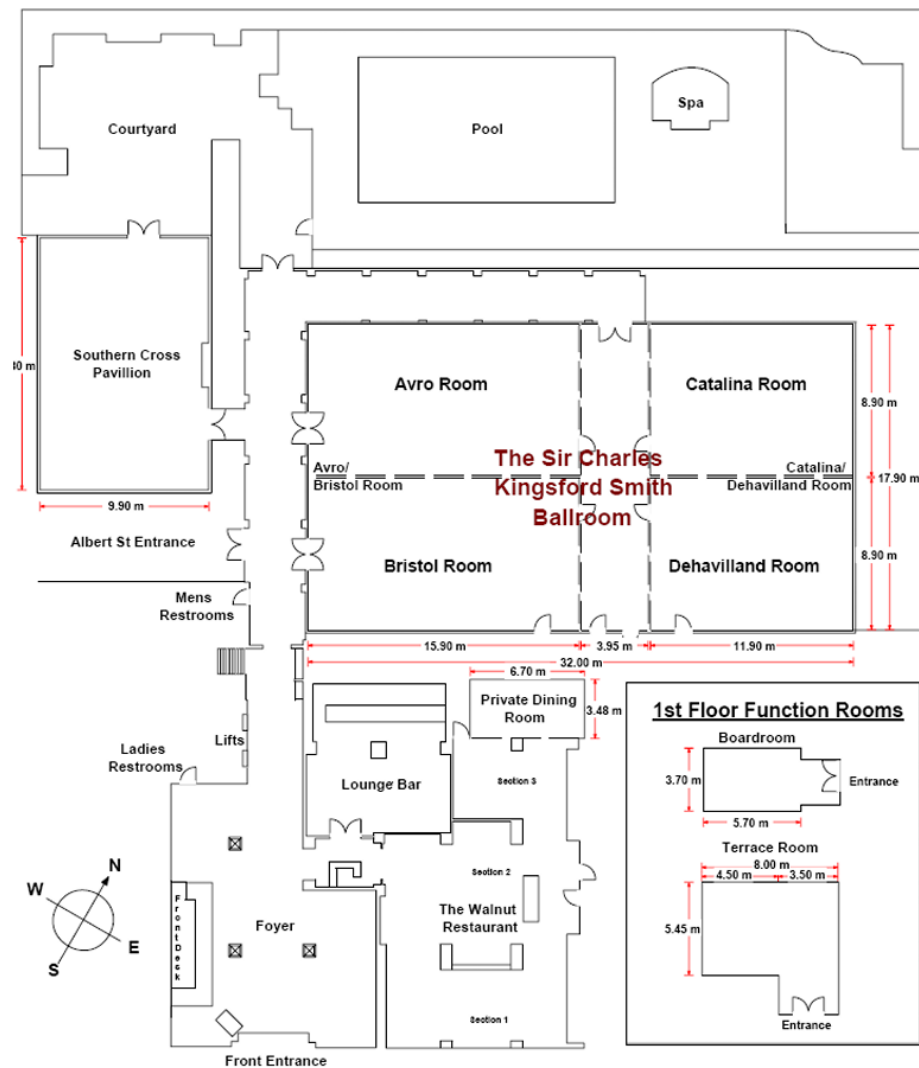 Courtyard
Pool
Spa
Southern Cross
Pavillion
30 m
9.90 m
Avro Room
Catalina Room
8.90 m
17.90 m
8.90 m
The Sir Charles
Kingsford Smith
Ballroom
Avro/
Bristol Room
Catalina/
Dehavilland Room
Albert St Entrance
Bristol Room
Dehavilland Room
Mens
Restrooms
15.90 m
3.95 m
11.90 m
32.00 m
6.70 m
Private Dining
Room
3.48 m
Ladies
Restrooms
Lifts
Lounge Bar
Section 3
Section 2
The Walnut
Restaurant
Section 1
Front Desk
Foyer
Front Entrance
N
W
E
S
1st Floor Function Rooms
Boardroom
3.70 m
Entrance
5.70 m
Terrace Room
8.00 m
4.50 m
3.50 m
5.45 m
Entrance